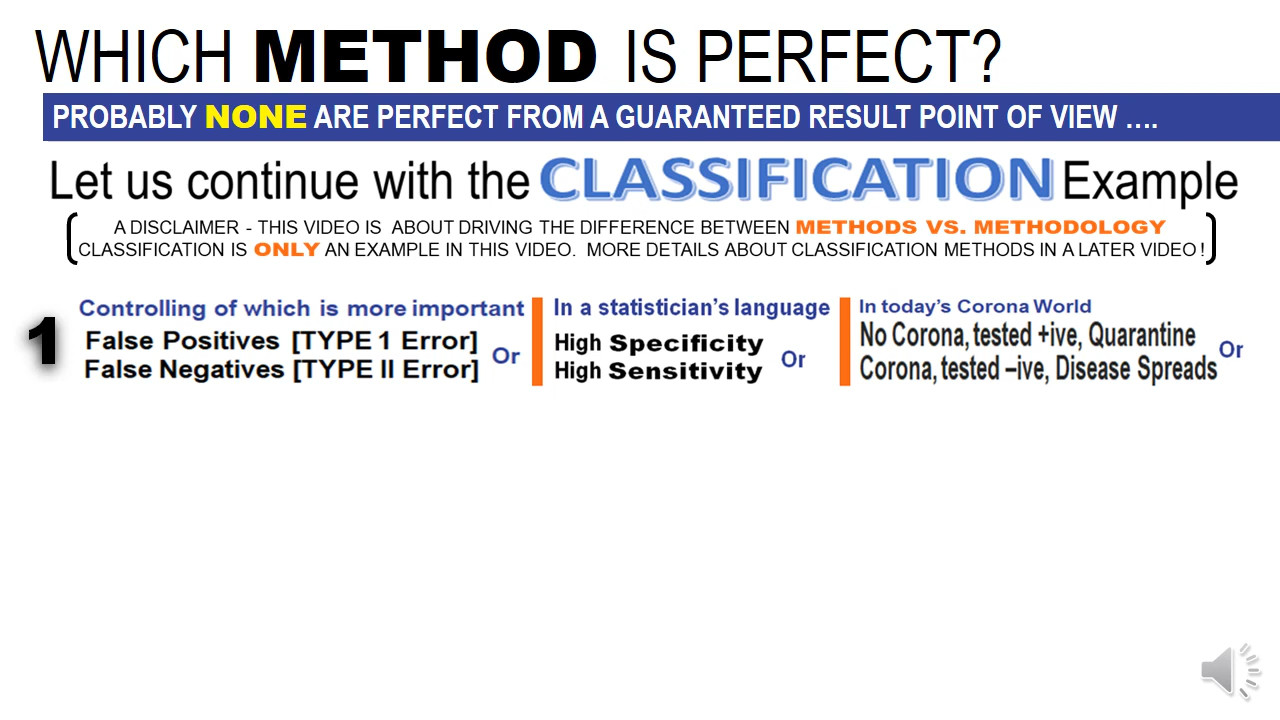 WHICH METHOD IS PERFECT?
PROBABLY NONE ARE PERFECT FROM A GUARANTEED RESULT POINT OF VIEW ….
Let us continue with the CLASSIFICATION Example
A DISCLAIMER - THIS VIDEO IS ABOUT DRIVING THE DIFFERENCE BETWEEN METHODS VS. METHODOLOGY
CLASSIFICATION IS ONLY AN EXAMPLE IN THIS VIDEO. MORE DETAILS ABOUT CLASSIFICATION METHODS IN A LATER VIDEO !
1
Controlling of which is more important
False Positives [TYPE 1 Error]
Or
False Negatives [TYPE II Error]
In a statistician's language
High Specificity
Or
High Sensitivity
In today's Corona World
No Corona, tested +ive, Quarantine
Or
Corona, tested –ive, Disease Spreads